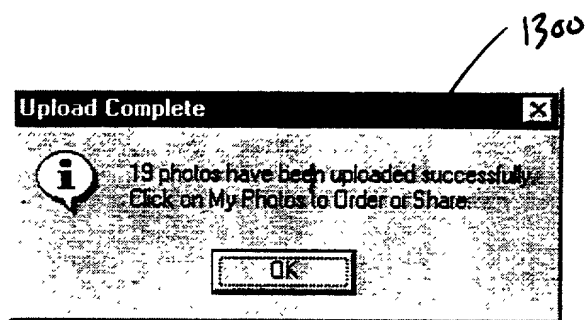 1300
Upload Complete
19 photos have been uploaded successfully.
Click on My Photos to Order or Share.
OK